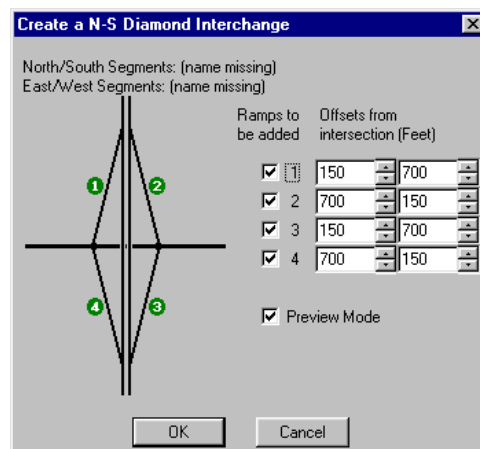 Create a N-S Diamond Interchange
North/South Segments: (name missing)
East/West Segments: (name missing)
Ramps to be added
Offsets from intersection (Feet)
1 2
1 150 700
2 700 150
3 150 700
4 700 150
4 3
Preview Mode
OK Cancel